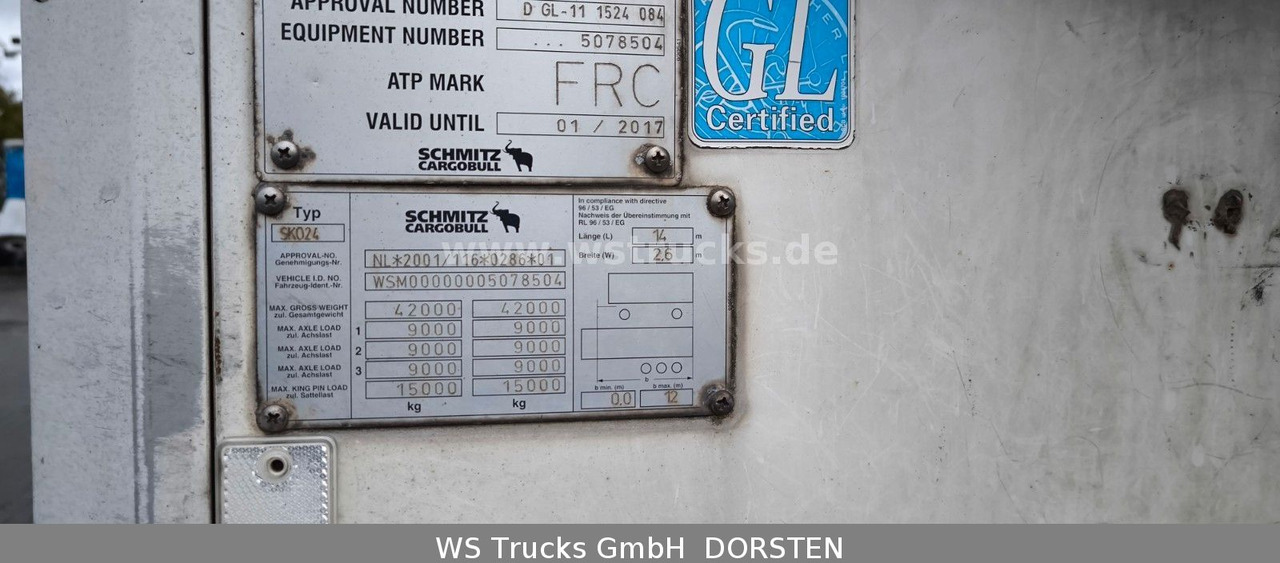 APPROVAL NUMBER D GL-11 1524 084
EQUIPMENT NUMBER ... 5078504
ATP MARK FRC
VALID UNTIL 01 / 2017
SCHMITZ
CARGOBULL
GL
Certified
Typ
SKO24
SCHMITZ
CARGOBULL
In compliance with directive
96 / 53 / EG
Nachweis der Übereinstimmung mit
RL 96 / 53 / EG
Länge (L) 14 m
Breite (W) 2,6 m
www.wstrucks.de
APPROVAL-NO.
Genehmigungs-Nr.
NL*2001/116*0286*01
VEHICLE I.D. NO.
Fahrzeug-Ident.-Nr.
WSM00000005078504
MAX. GROSS WEIGHT
zul. Gesamtgewicht
42000 42000
MAX. AXLE LOAD
zul. Achslast
1 9000 9000
MAX. AXLE LOAD
zul. Achslast
2 9000 9000
MAX. AXLE LOAD
zul. Achslast
3 9000 9000
MAX. KING PIN LOAD
zul. Sattellast
15000 15000
kg kg
b
b min. (m) b max. (m)
0,0 12
WS Trucks GmbH DORSTEN